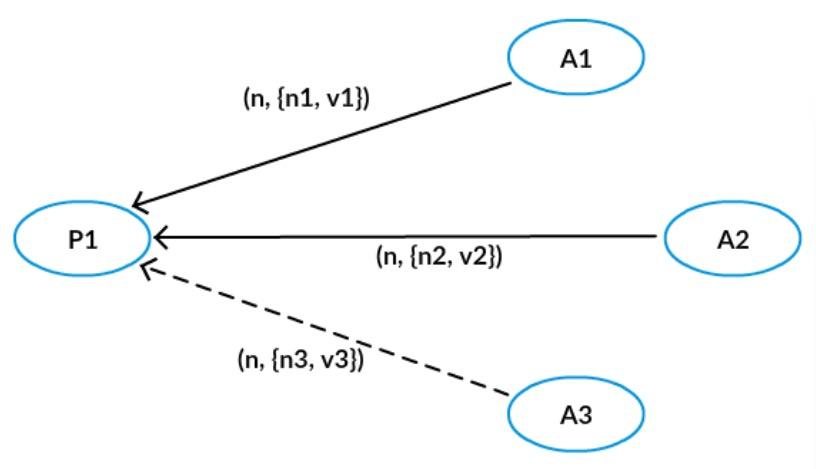 A1
(n, {n1, v1})
P1
A2
(n, {n2, v2})
(n, {n3, v3})
A3